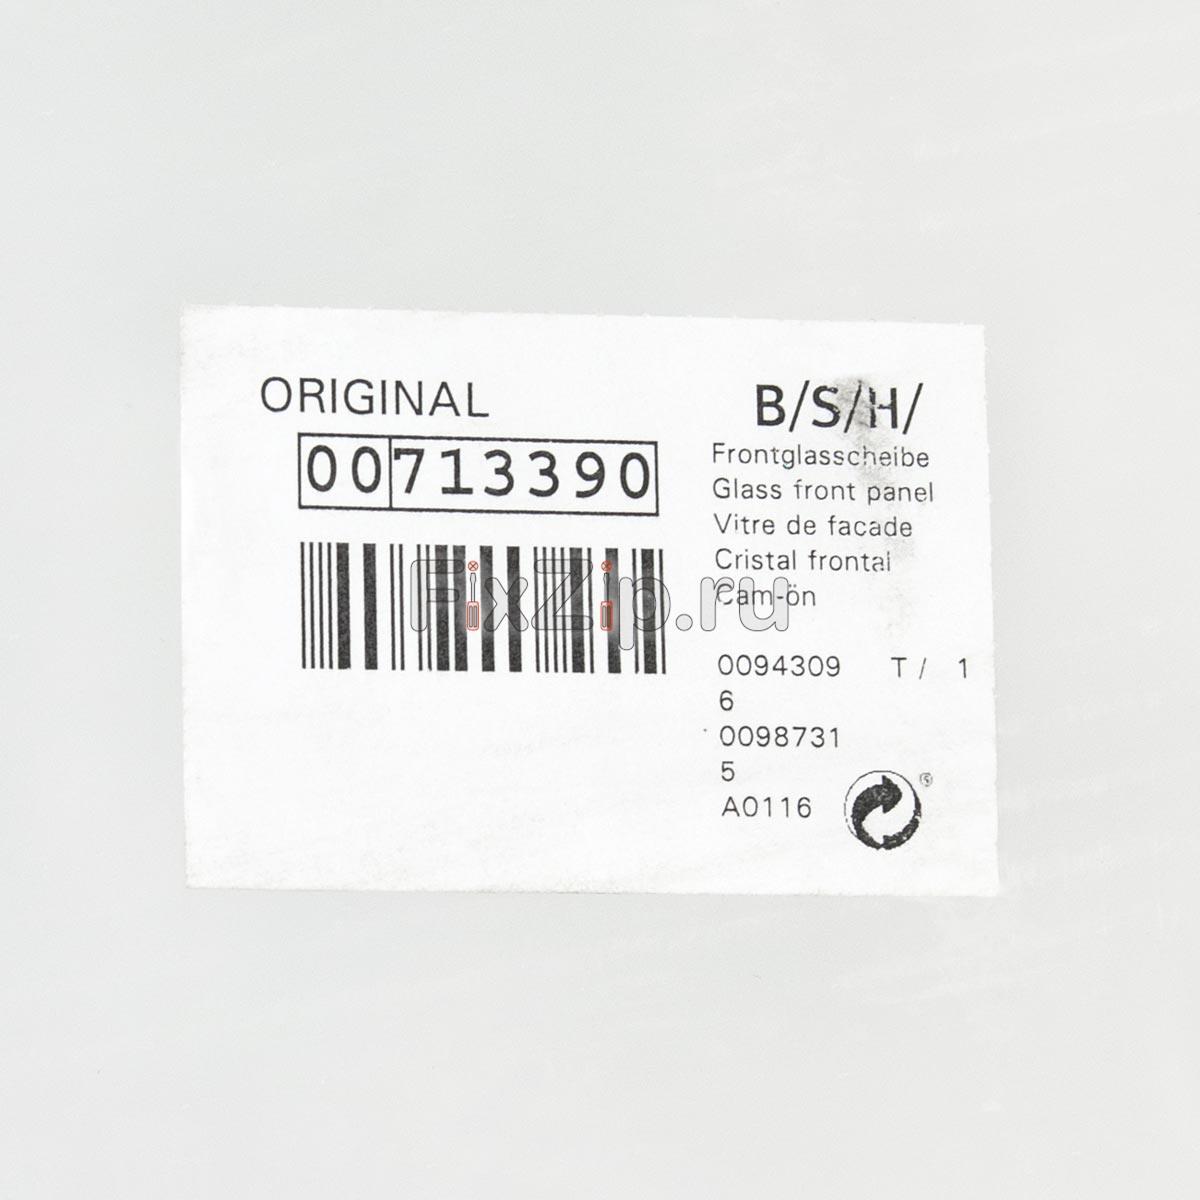 ORIGINAL
00713390
B/S/H/
Frontglasscheibe
Glass front panel
Vitre de facade
Cristal frontal
Cam-ön
FixZip.ru
0094309 T/ 1
6
0098731
5
A0116